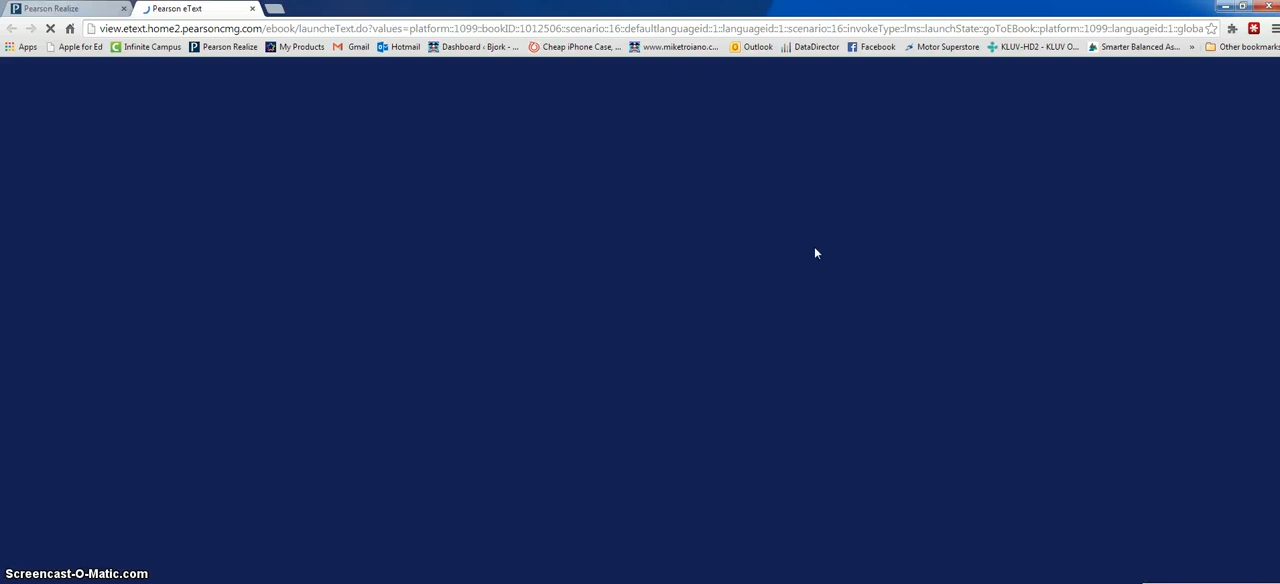 Pearson Realize
Pearson eText
view.etext.home2.pearsoncmg.com/ebook/launcheText.do?values=platform::1099::bookID::1012506::scenario::16::defaultlanguageid::1::languageid::1::scenario::16::invokeType::lms::launchState::goToEBook::platform::1099::languageid::1::globa
Apps Apple for Ed Infinite Campus Pearson Realize My Products Gmail Hotmail Dashboard ‹ Bjork - ... Cheap iPhone Case, ... www.miketroiano.c... Outlook DataDirector Facebook Motor Superstore KLUV-HD2 - KLUV O... Smarter Balanced As... » Other bookmarks
Screencast-O-Matic.com